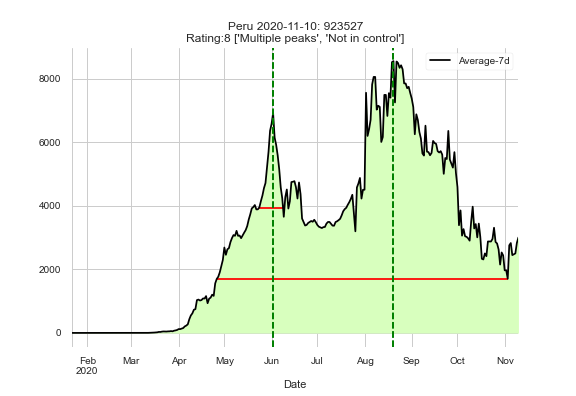 Peru 2020-11-10: 923527
Rating:8 ['Multiple peaks', 'Not in control']
Average-7d
8000
6000
4000
2000
0
Feb Mar Apr May Jun Jul Aug Sep Oct Nov
2020
Date